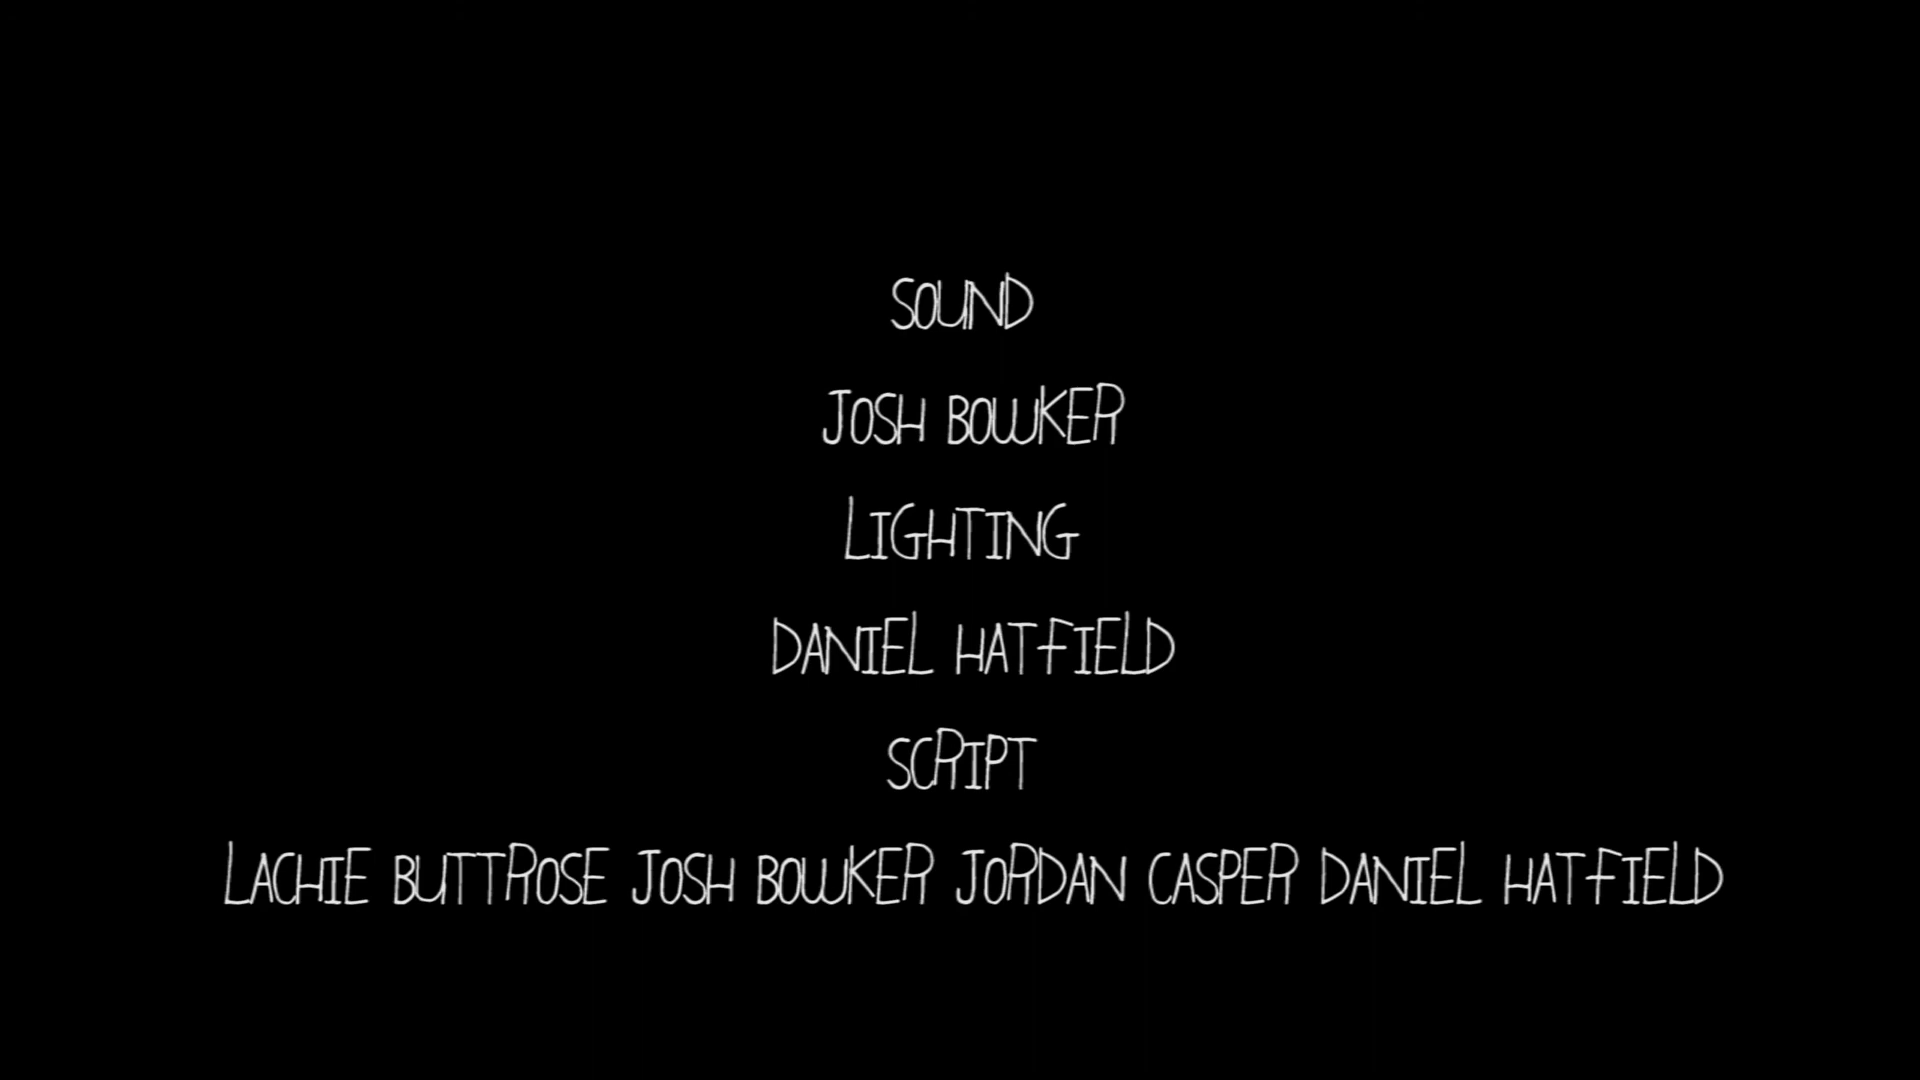 SOUND
JOSH BOWKER
LIGHTING
DANIEL HATFIELD
SCRIPT
LACHIE BUTTROSE JOSH BOWKER JORDAN CASPER DANIEL HATFIELD